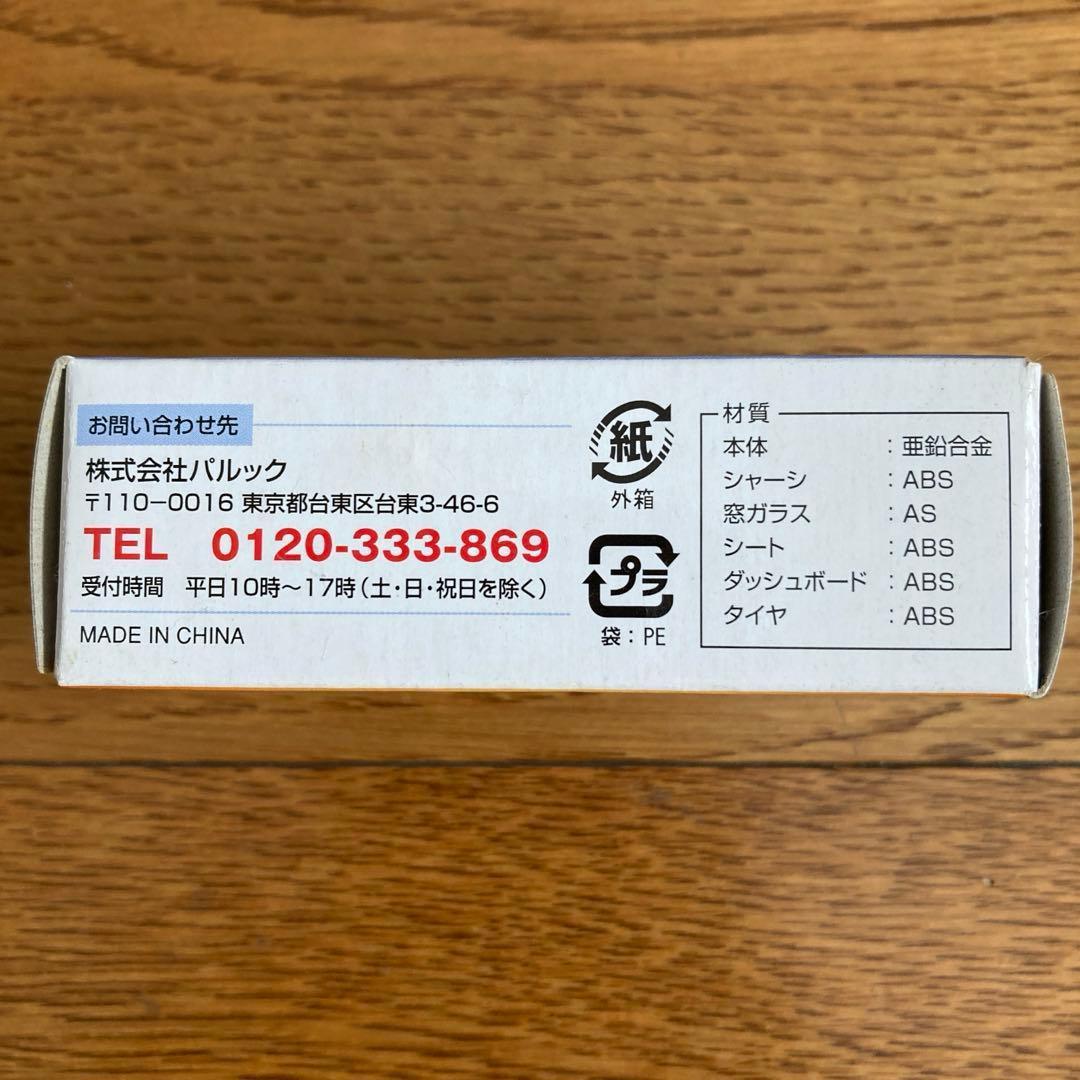 お問い合わせ先
株式会社パルック
〒110-0016 東京都台東区台東3-46-6
TEL 0120-333-869
受付時間 平日10時〜17時(土・日・祝日を除く)
MADE IN CHINA
紙
外箱
プラ
袋:PE
材質
本体 :亜鉛合金
シャーシ :ABS
窓ガラス :AS
シート :ABS
ダッシュボード :ABS
タイヤ :ABS